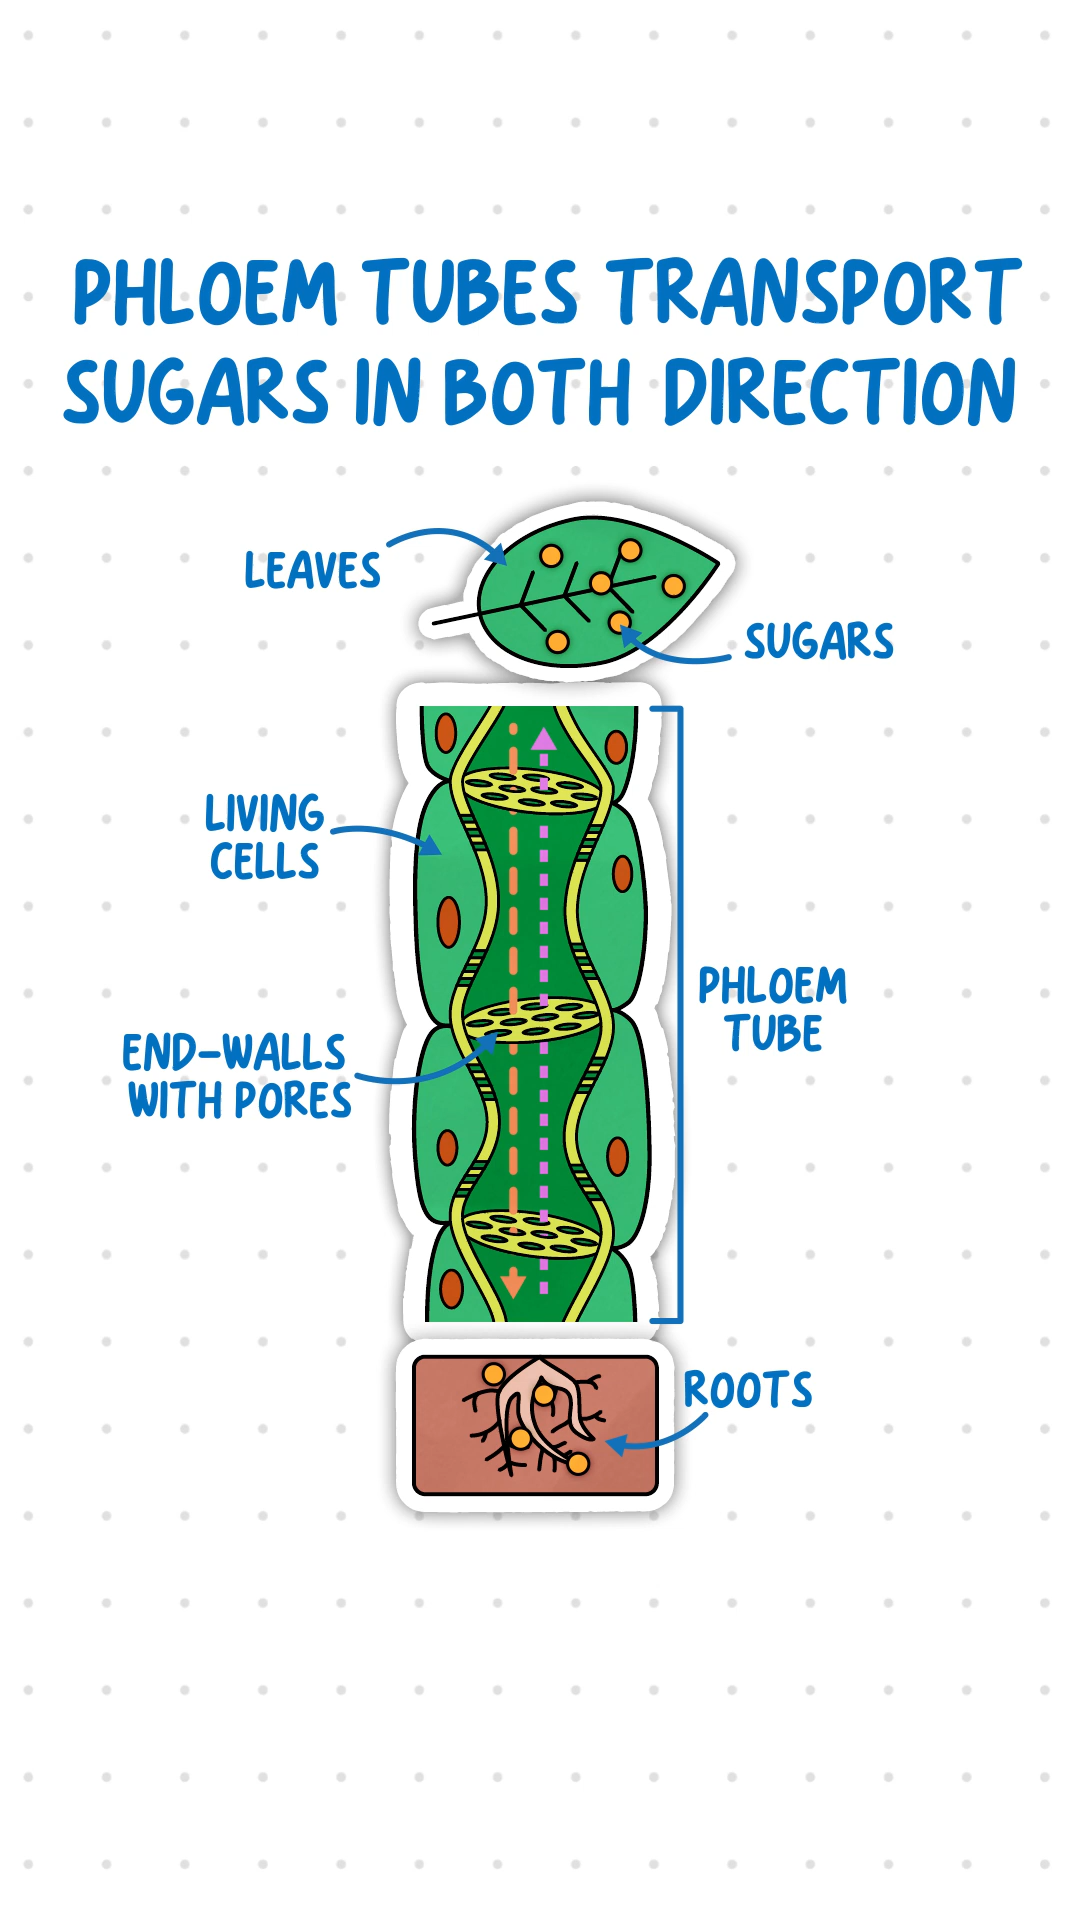 PHLOEM TUBES TRANSPORT
SUGARS IN BOTH DIRECTION
LEAVES
SUGARS
LIVING
CELLS
PHLOEM
TUBE
END-WALLS
WITH PORES
ROOTS